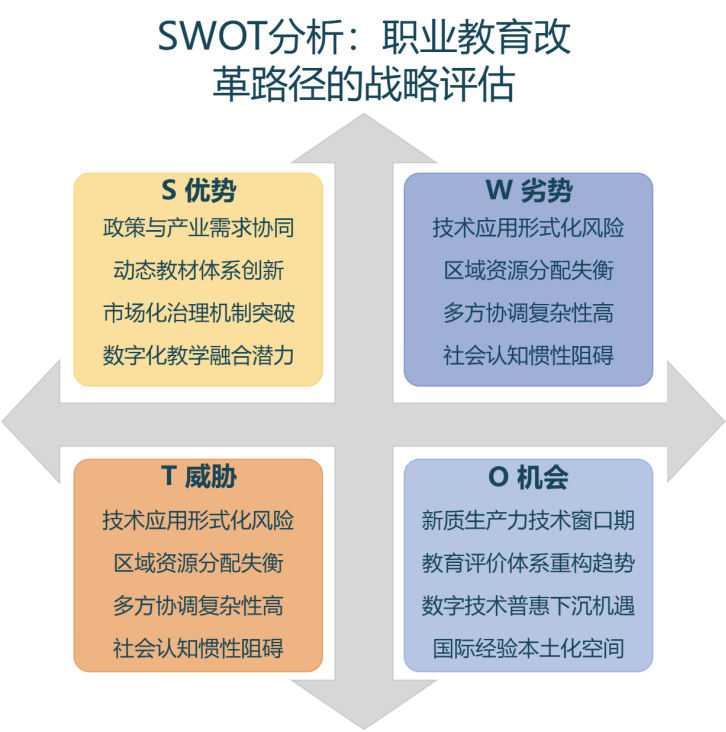 SWOT分析：职业教育改
革路径的战略评估
S 优势
政策与产业需求协同
动态教材体系创新
市场化治理机制突破
数字化教学融合潜力
W 劣势
技术应用形式化风险
区域资源分配失衡
多方协调复杂性高
社会认知惯性阻碍
T 威胁
技术应用形式化风险
区域资源分配失衡
多方协调复杂性高
社会认知惯性阻碍
O 机会
新质生产力技术窗口期
教育评价体系重构趋势
数字技术普惠下沉机遇
国际经验本土化空间